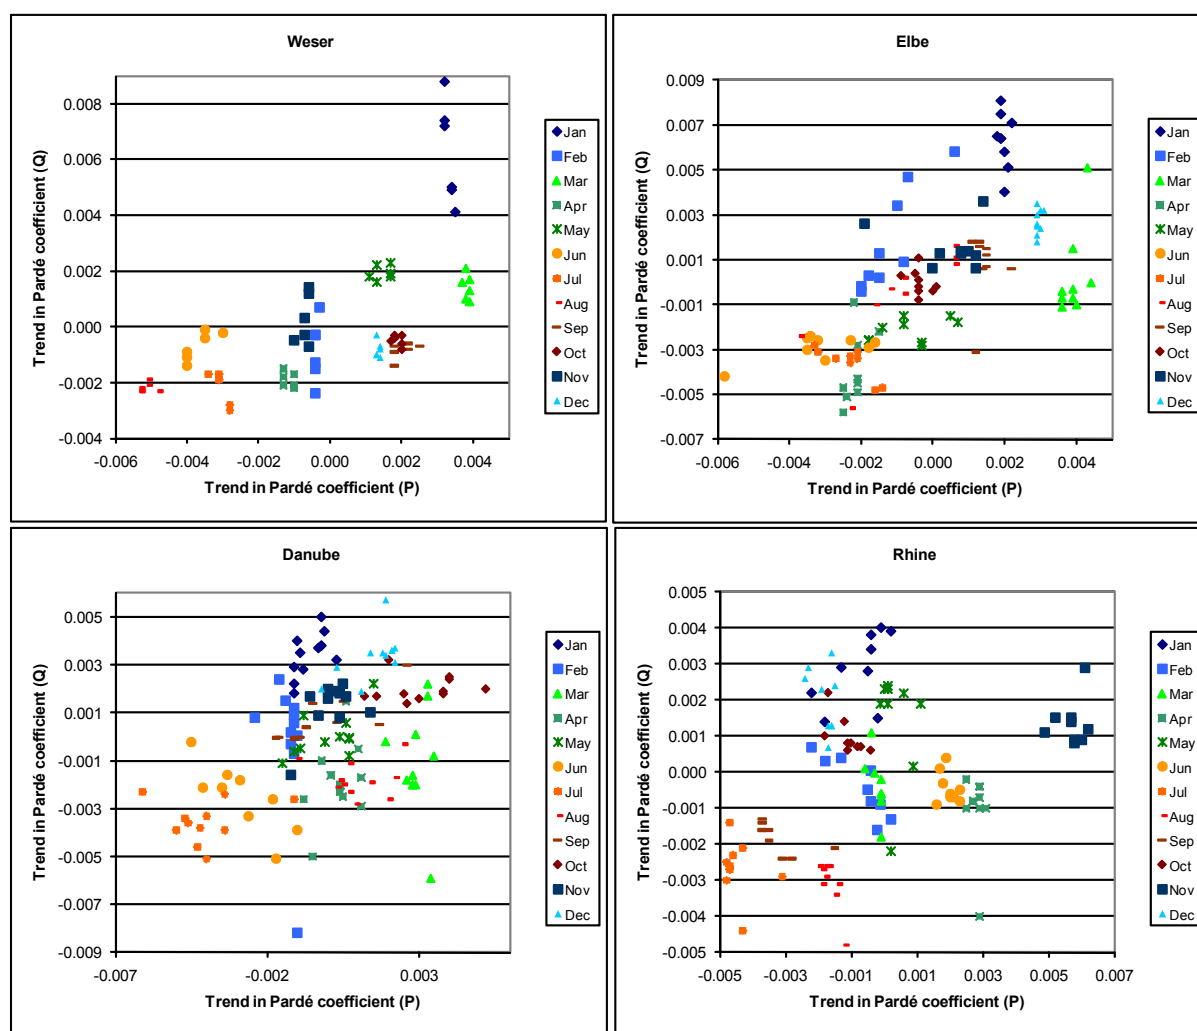 Weser
Trend in Pardé coefficient (Q)
0.008
0.006
0.004
0.002
0.000
-0.002
-0.004
-0.006
-0.004
-0.002
0.000
0.002
0.004
Trend in Pardé coefficient (P)
Jan
Feb
Mar
Apr
May
Jun
Jul
Aug
Sep
Oct
Nov
Dec
Elbe
Trend in Pardé coefficient (Q)
0.009
0.007
0.005
0.003
0.001
-0.001
-0.003
-0.005
-0.007
-0.006
-0.004
-0.002
0.000
0.002
0.004
Trend in Pardé coefficient (P)
Jan
Feb
Mar
Apr
May
Jun
Jul
Aug
Sep
Oct
Nov
Dec
Danube
Trend in Pardé coefficient (Q)
0.005
0.003
0.001
-0.001
-0.003
-0.005
-0.007
-0.009
-0.007
-0.002
0.003
Trend in Pardé coefficient (P)
Jan
Feb
Mar
Apr
May
Jun
Jul
Aug
Sep
Oct
Nov
Dec
Rhine
Trend in Pardé coefficient (Q)
0.005
0.004
0.003
0.002
0.001
0.000
-0.001
-0.002
-0.003
-0.004
-0.005
-0.005
-0.003
-0.001
0.001
0.003
0.005
0.007
Trend in Pardé coefficient (P)
Jan
Feb
Mar
Apr
May
Jun
Jul
Aug
Sep
Oct
Nov
Dec